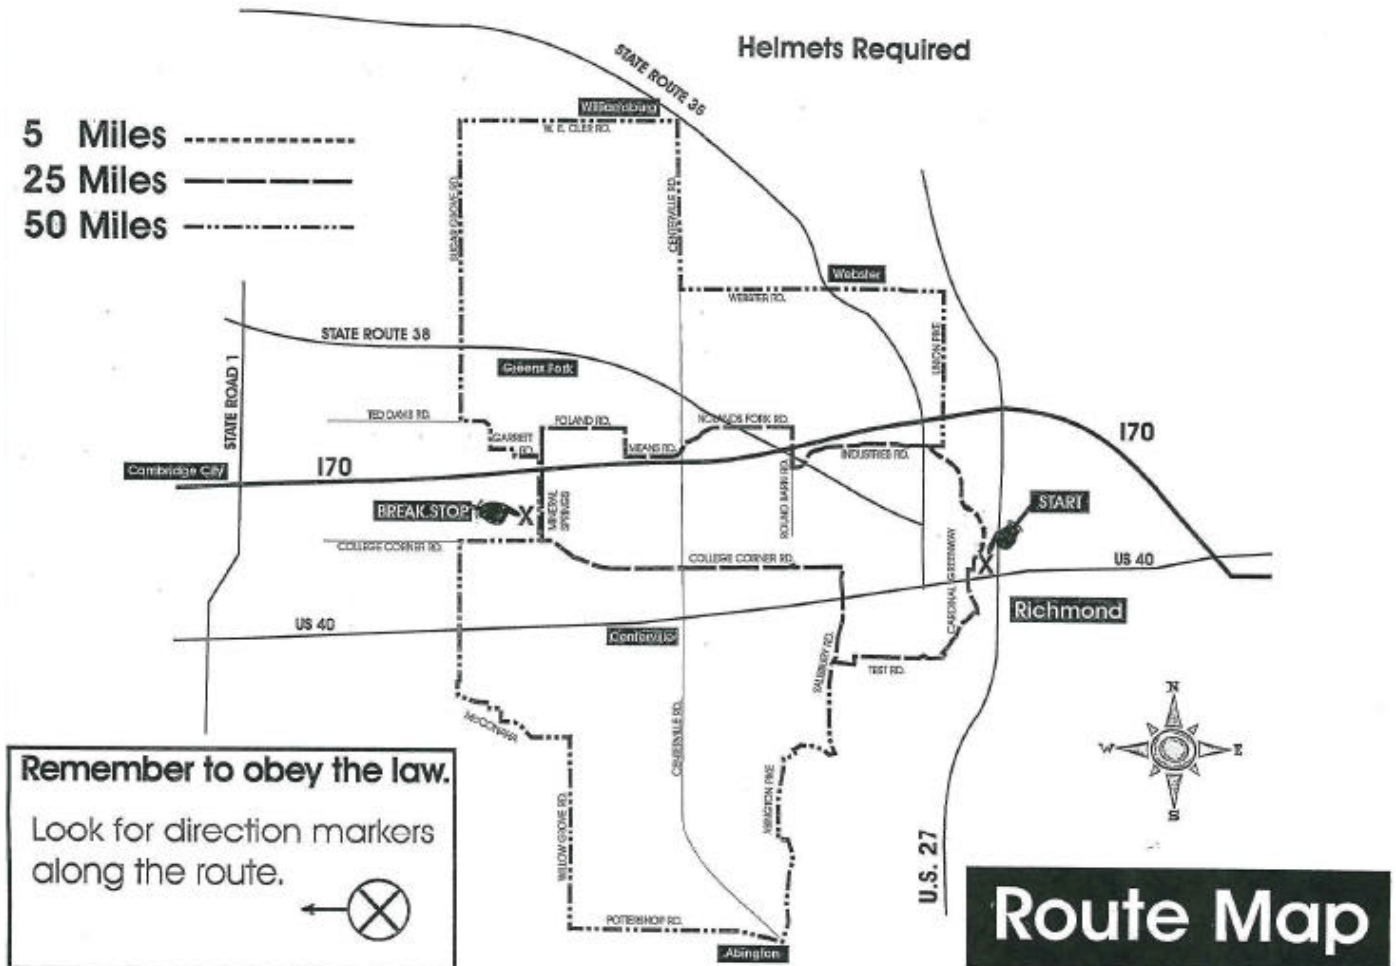 Helmets Required
STATE ROUTE 35
Williamsburg
W. E. OLER RD.
5 Miles
25 Miles
50 Miles
SUGAR GROVE RD.
CENTERVILLE RD.
Webster
WEBSTER RD.
STATE ROUTE 38
UNION PIKE
Greens Fork
STATE ROAD 1
TED DAVIS RD.
FOLAND RD.
NOLANDS FORK RD.
GARRETT
RD.
MEANS RD.
INDUSTRIES RD.
I70
Cambridge City
I70
ROUND BARN RD.
BREAK STOP
X
MINERAL
SPRINGS
START
COLLEGE CORNER RD.
COLLEGE CORNER RD.
X
US 40
CARDINAL GREENWAY
Richmond
US 40
Centerville
SALISBURY RD.
TEST RD.
McCONAHA
CENTERVILLE RD.
N
W
E
S
Remember to obey the law.
Look for direction markers
along the route.
WILLOW GROVE RD.
ABINGTON PIKE
U.S. 27
POTTERSHOP RD.
Abington
Route Map